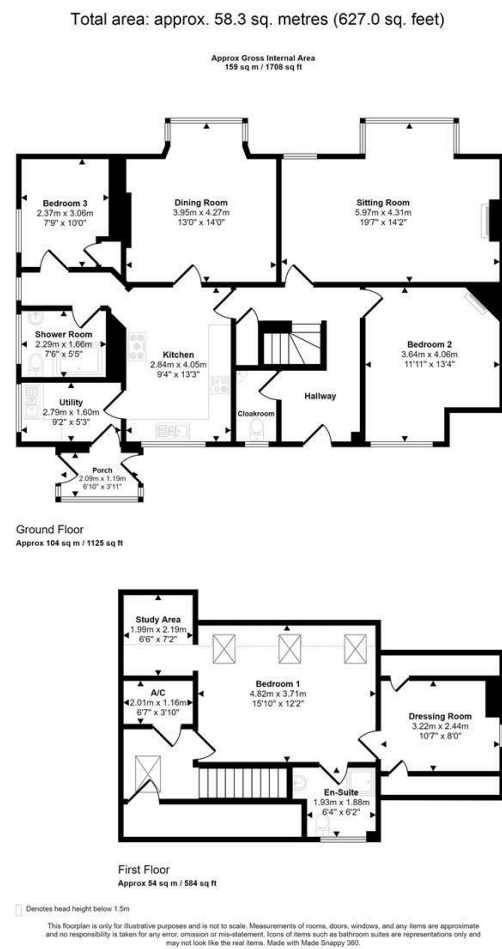 Total area: approx. 58.3 sq. metres (627.0 sq. feet)
Approx Gross Internal Area
159 sq m / 1708 sq ft
Bedroom 3
2.37m x 3.06m
7'9" x 10'0"
Dining Room
3.95m x 4.27m
13'0" x 14'0"
Sitting Room
5.97m x 4.31m
19'7" x 14'2"
Shower Room
2.29m x 1.66m
7'6" x 5'5"
Kitchen
2.84m x 4.05m
9'4" x 13'3"
Bedroom 2
3.64m x 4.06m
11'11" x 13'4"
Utility
2.79m x 1.60m
9'2" x 5'3"
Cloakroom
Hallway
Porch
2.09m x 1.19m
6'10" x 3'11"
Ground Floor
Approx 104 sq m / 1125 sq ft
Study Area
1.99m x 2.19m
6'6" x 7'2"
A/C
2.01m x 1.16m
6'7" x 3'10"
Bedroom 1
4.82m x 3.71m
15'10" x 12'2"
Dressing Room
3.22m x 2.44m
10'7" x 8'0"
En-Suite
1.93m x 1.88m
6'4" x 6'2"
First Floor
Approx 54 sq m / 584 sq ft
Denotes head height below 1.5m
This floorplan is only for illustrative purposes and is not to scale. Measurements of rooms, doors, windows, and any items are approximate
and no responsibility is taken for any error, omission or mis-statement. Icons of items such as bathroom suites are representations only and
may not look like the real items. Made with Made Snappy 360.